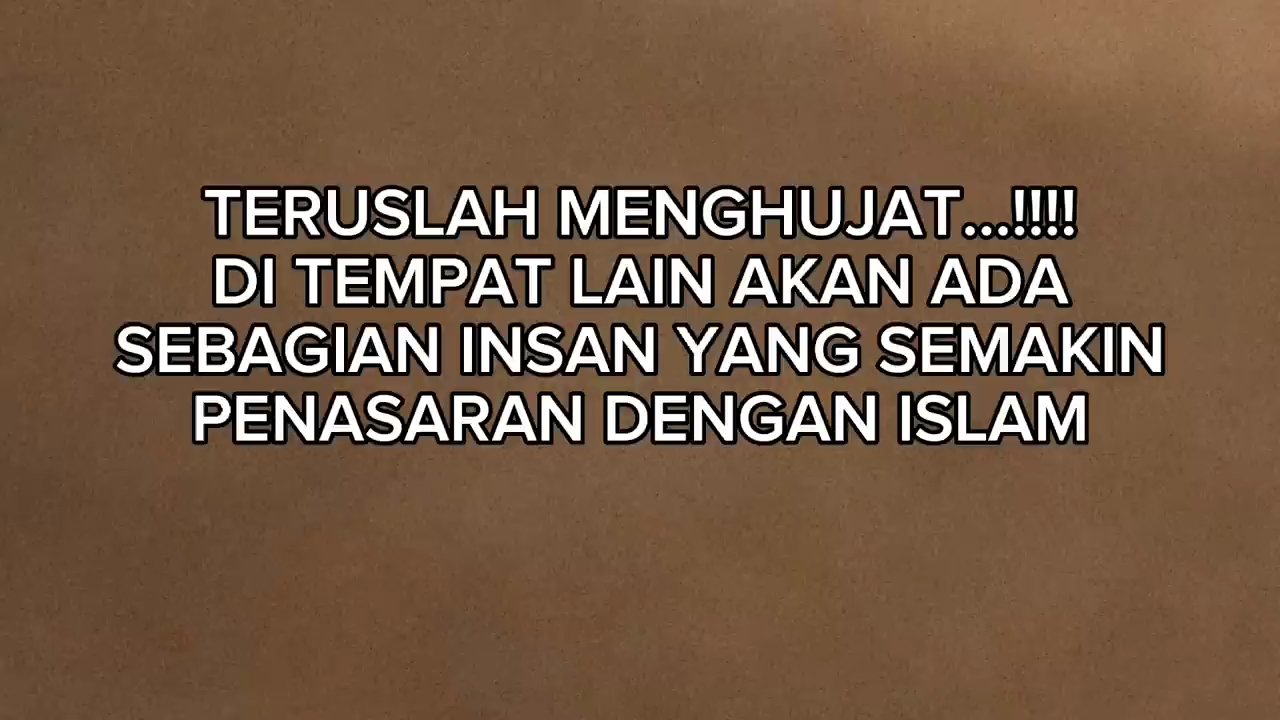 TERUSLAH MENGHUJAT...!!!!
DI TEMPAT LAIN AKAN ADA
SEBAGIAN INSAN YANG SEMAKIN
PENASARAN DENGAN ISLAM